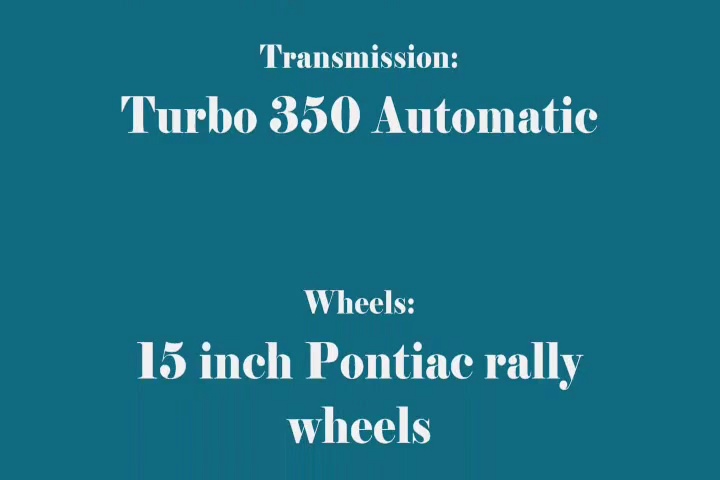 Transmission:
Turbo 350 Automatic
Wheels:
15 inch Pontiac rally
wheels